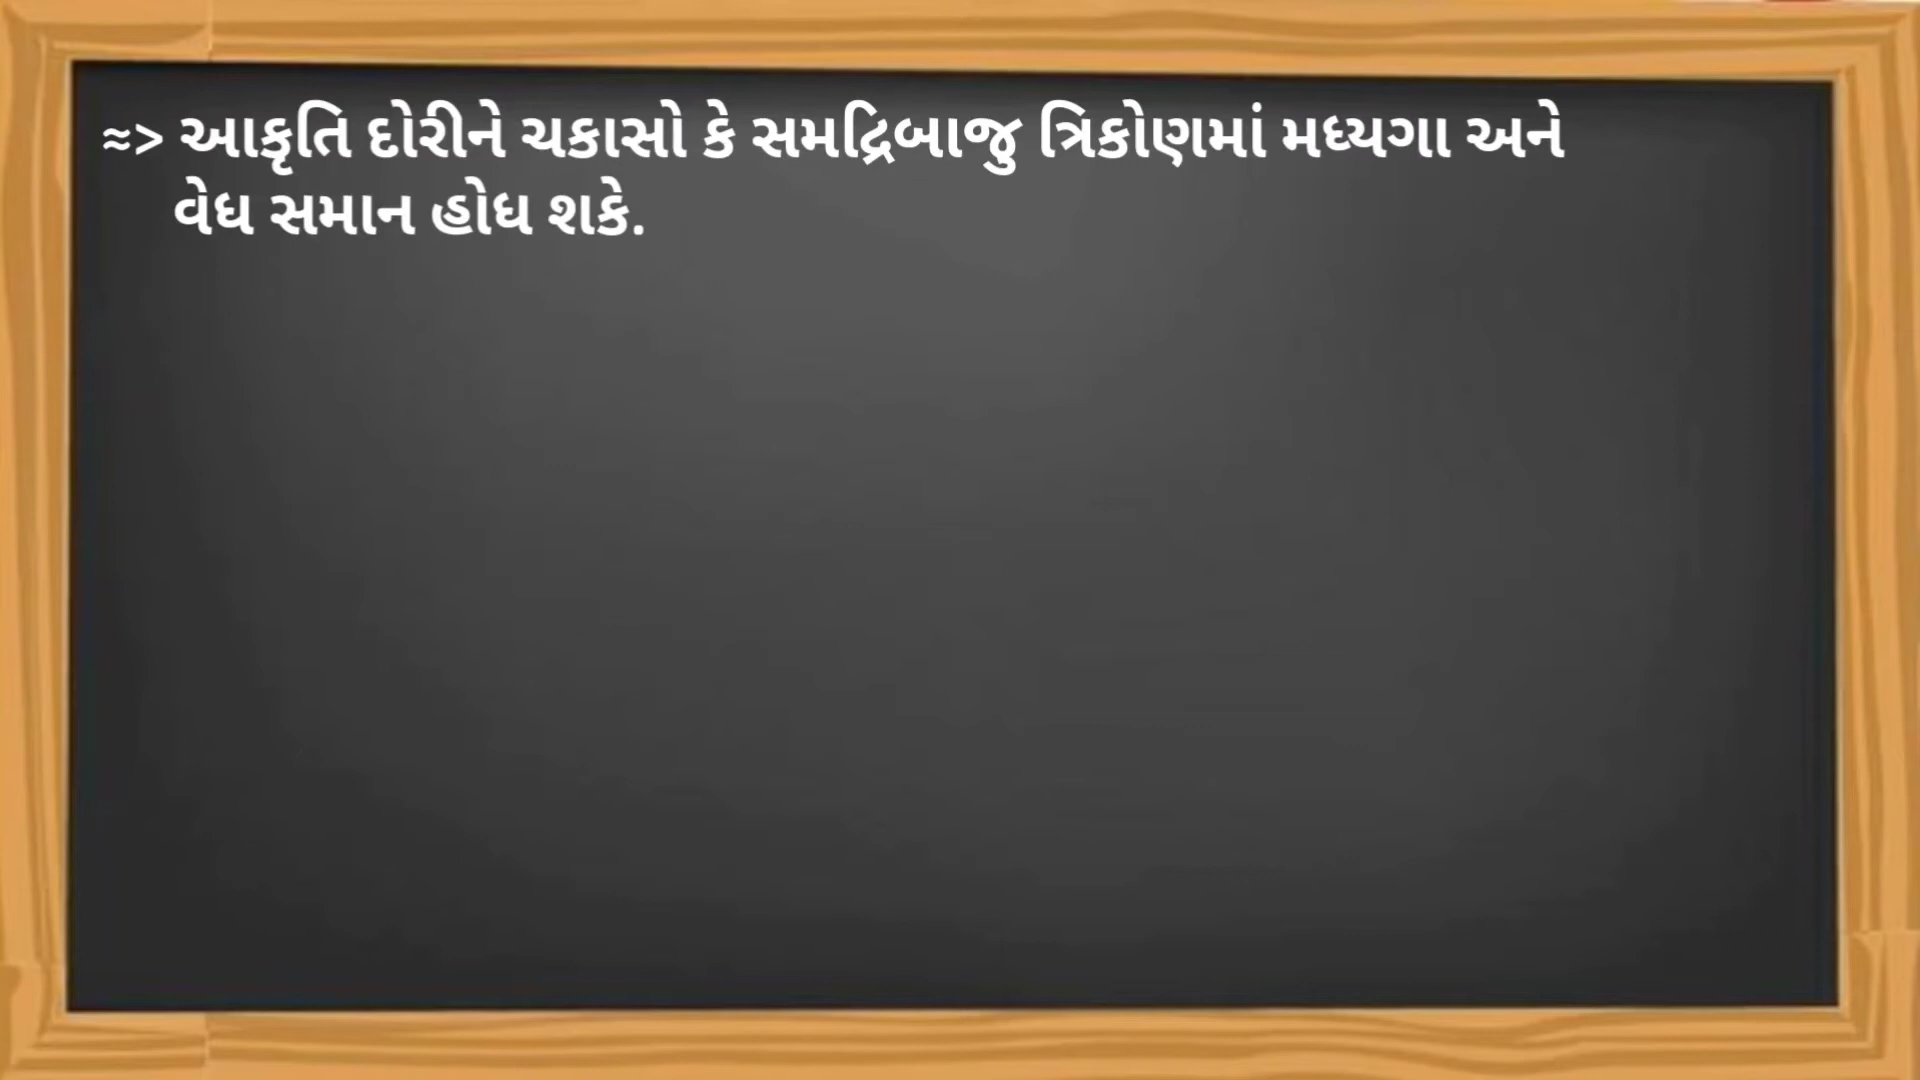 ≈> આકૃતિ દોરીને ચકાસો કે સમદ્રિબાજુ ત્રિકોણમાં મધ્યગા અને
વેધ સમાન હોધ શકે.